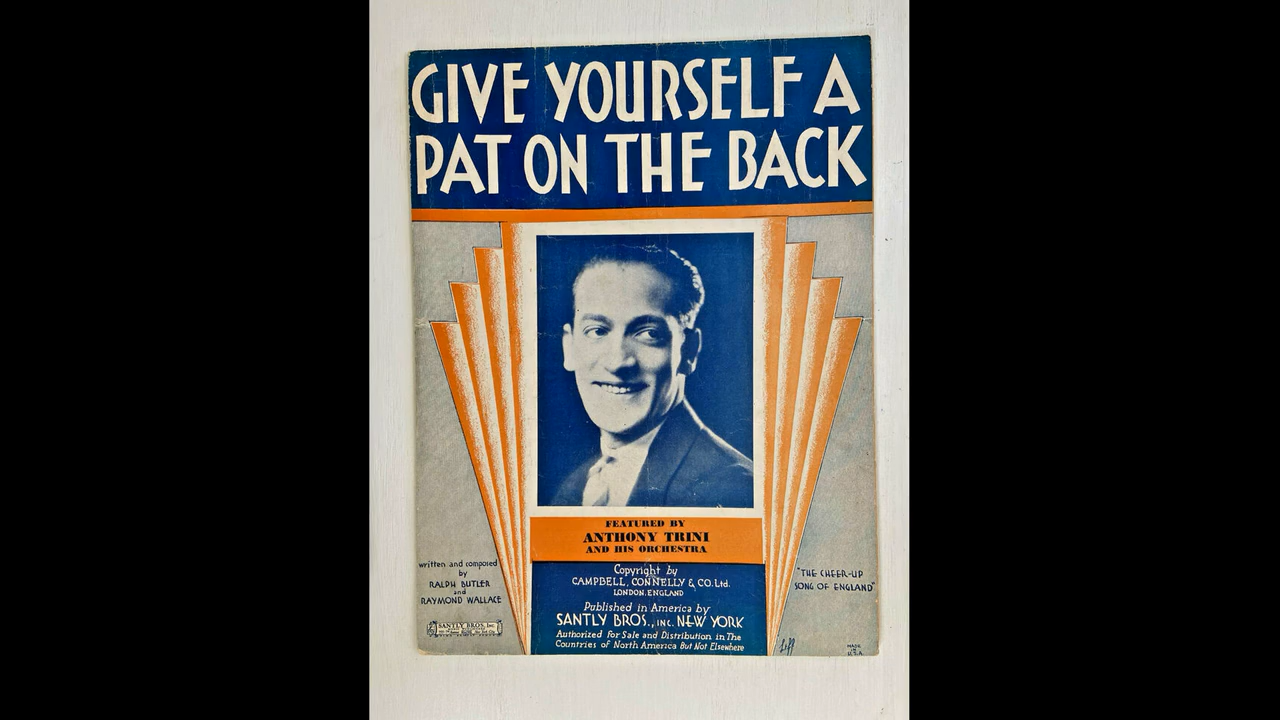 GIVE YOURSELF A
PAT ON THE BACK
FEATURED BY
ANTHONY TRINI
AND HIS ORCHESTRA
written and composed
by
RALPH BUTLER
and
RAYMOND WALLACE
SANTLY BROS. Inc.
Copyright by
CAMPBELL, CONNELLY & CO. Ltd.
LONDON, ENGLAND
Published in America by
SANTLY BROS., INC. NEW YORK
Authorized For Sale and Distribution in The
Countries of North America But Not Elsewhere
"THE CHEER-UP
SONG OF ENGLAND"
Leff
MADE
IN
U.S.A.